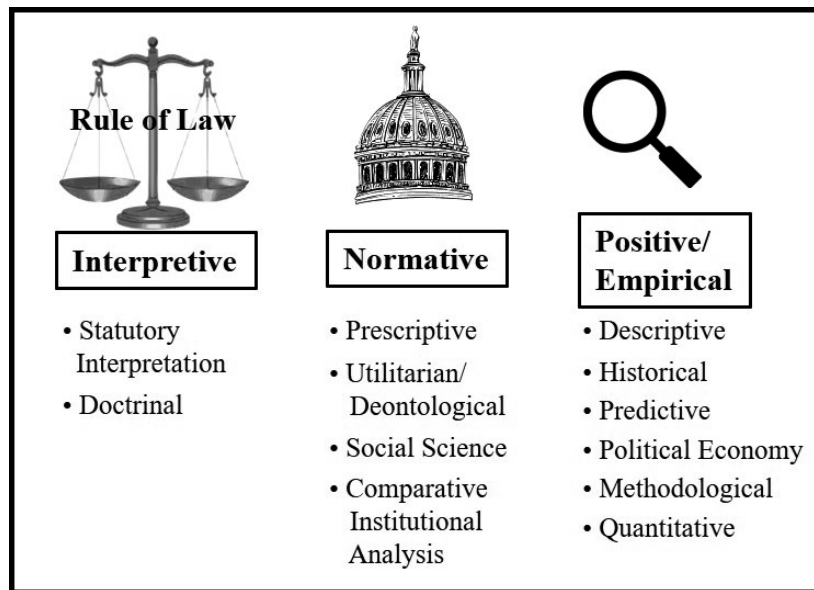 Rule of Law
Interpretive
• Statutory
Interpretation
• Doctrinal
Normative
• Prescriptive
• Utilitarian/
Deontological
• Social Science
• Comparative
Institutional
Analysis
Positive/
Empirical
• Descriptive
• Historical
• Predictive
• Political Economy
• Methodological
• Quantitative